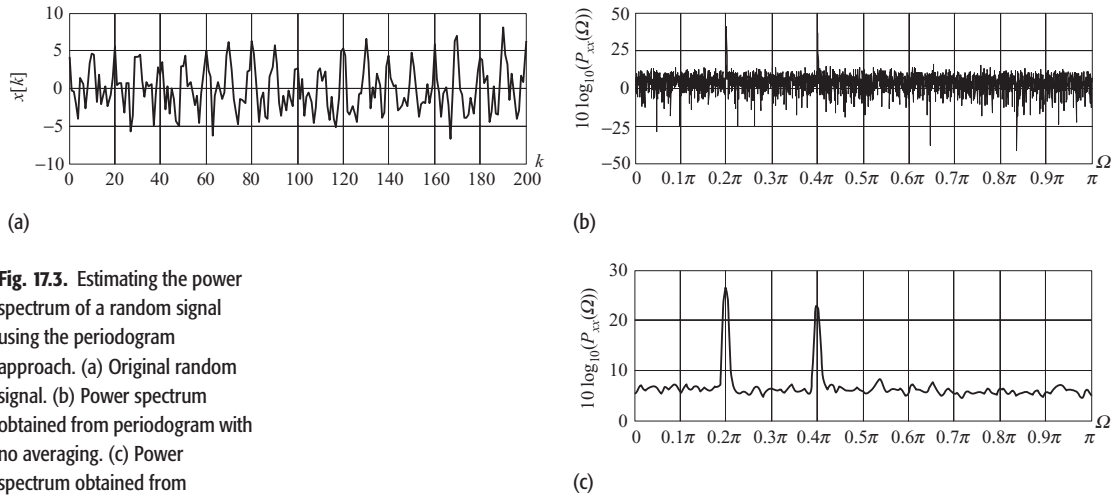 10
5
0
−5
−10
x[k]
0 20 40 60 80 100 120 140 160 180 200
k
(a)
50
25
0
−25
−50
10 log10(Pxx(Ω))
0 0.1π 0.2π 0.3π 0.4π 0.5π 0.6π 0.7π 0.8π 0.9π π
Ω
(b)
Fig. 17.3. Estimating the power
spectrum of a random signal
using the periodogram
approach. (a) Original random
signal. (b) Power spectrum
obtained from periodogram with
no averaging. (c) Power
spectrum obtained from
30
20
10
0
10 log10(Pxx(Ω))
0 0.1π 0.2π 0.3π 0.4π 0.5π 0.6π 0.7π 0.8π 0.9π π
Ω
(c)